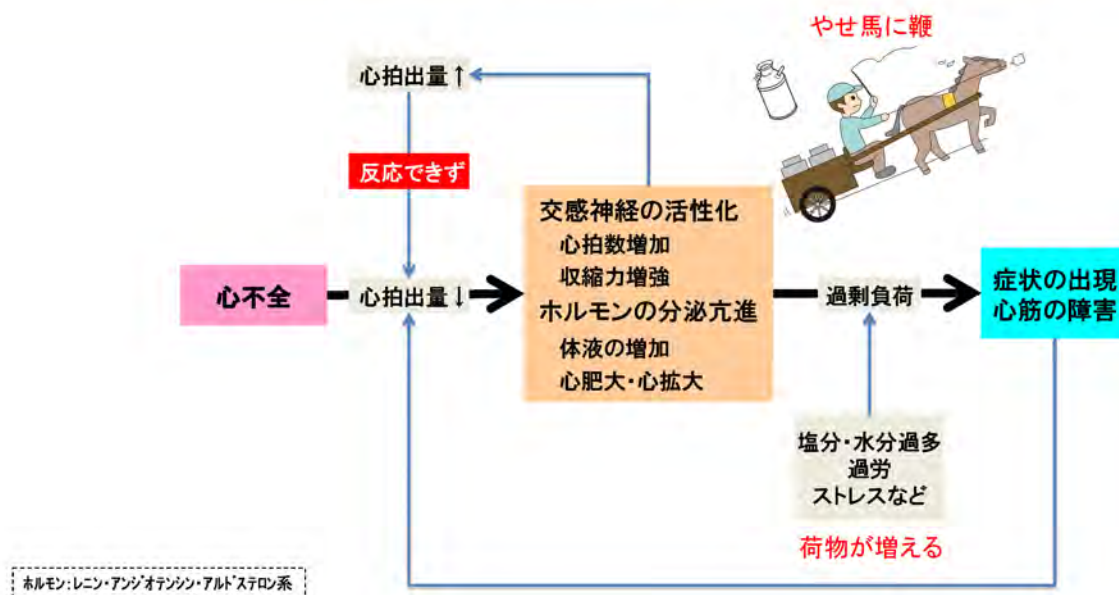 やせ馬に鞭
心拍出量↑
反応できず
交感神経の活性化
心拍数増加
収縮力増強
ホルモンの分泌亢進
体液の増加
心肥大・心拡大
心不全
心拍出量↓
過剰負荷
症状の出現
心筋の障害
塩分・水分過多
過労
ストレスなど
荷物が増える
ホルモン:レニン・アンジオテンシン・アルドステロン系